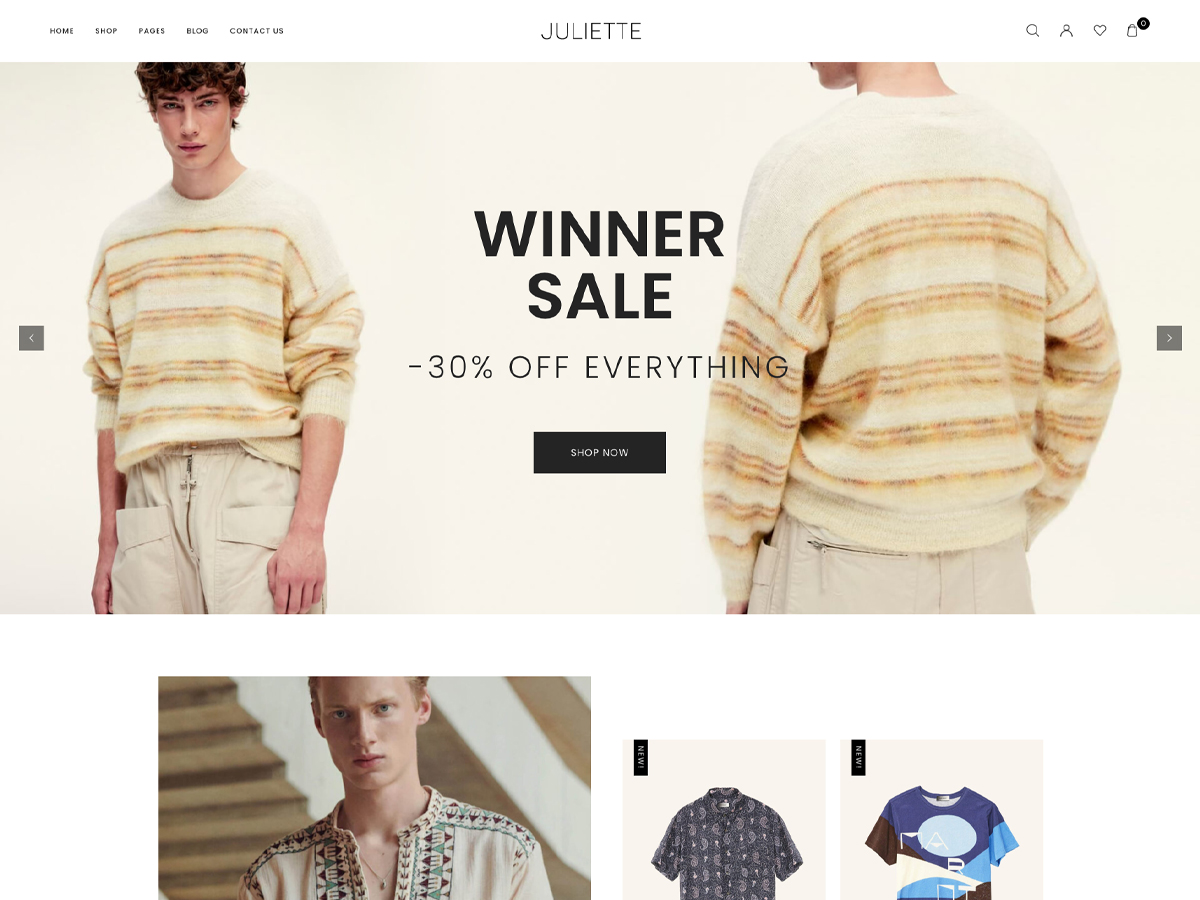 HOME SHOP PAGES BLOG CONTACT US
JULIETTE
0
WINNER
SALE
-30% OFF EVERYTHING
SHOP NOW
NEW!
NEW!